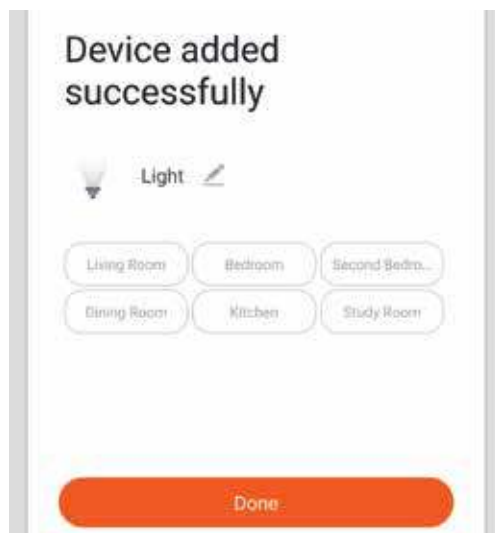 Device added
successfully
Light
Living Room Bedroom Second Bedro...
Dining Room Kitchen Study Room
Done